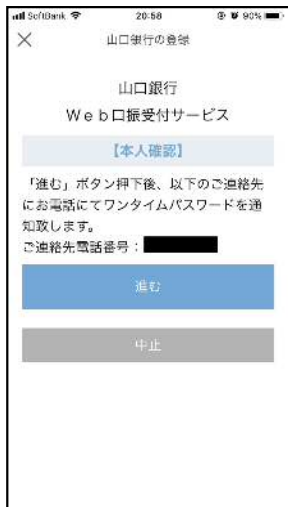 SoftBank 20:58 90%
山口銀行の登録
山口銀行
Web口振受付サービス
【本人確認】
「進む」ボタン押下後、以下のご連絡先
にお電話にてワンタイムパスワードを通
知致します。
ご連絡先電話番号：
進む
中止